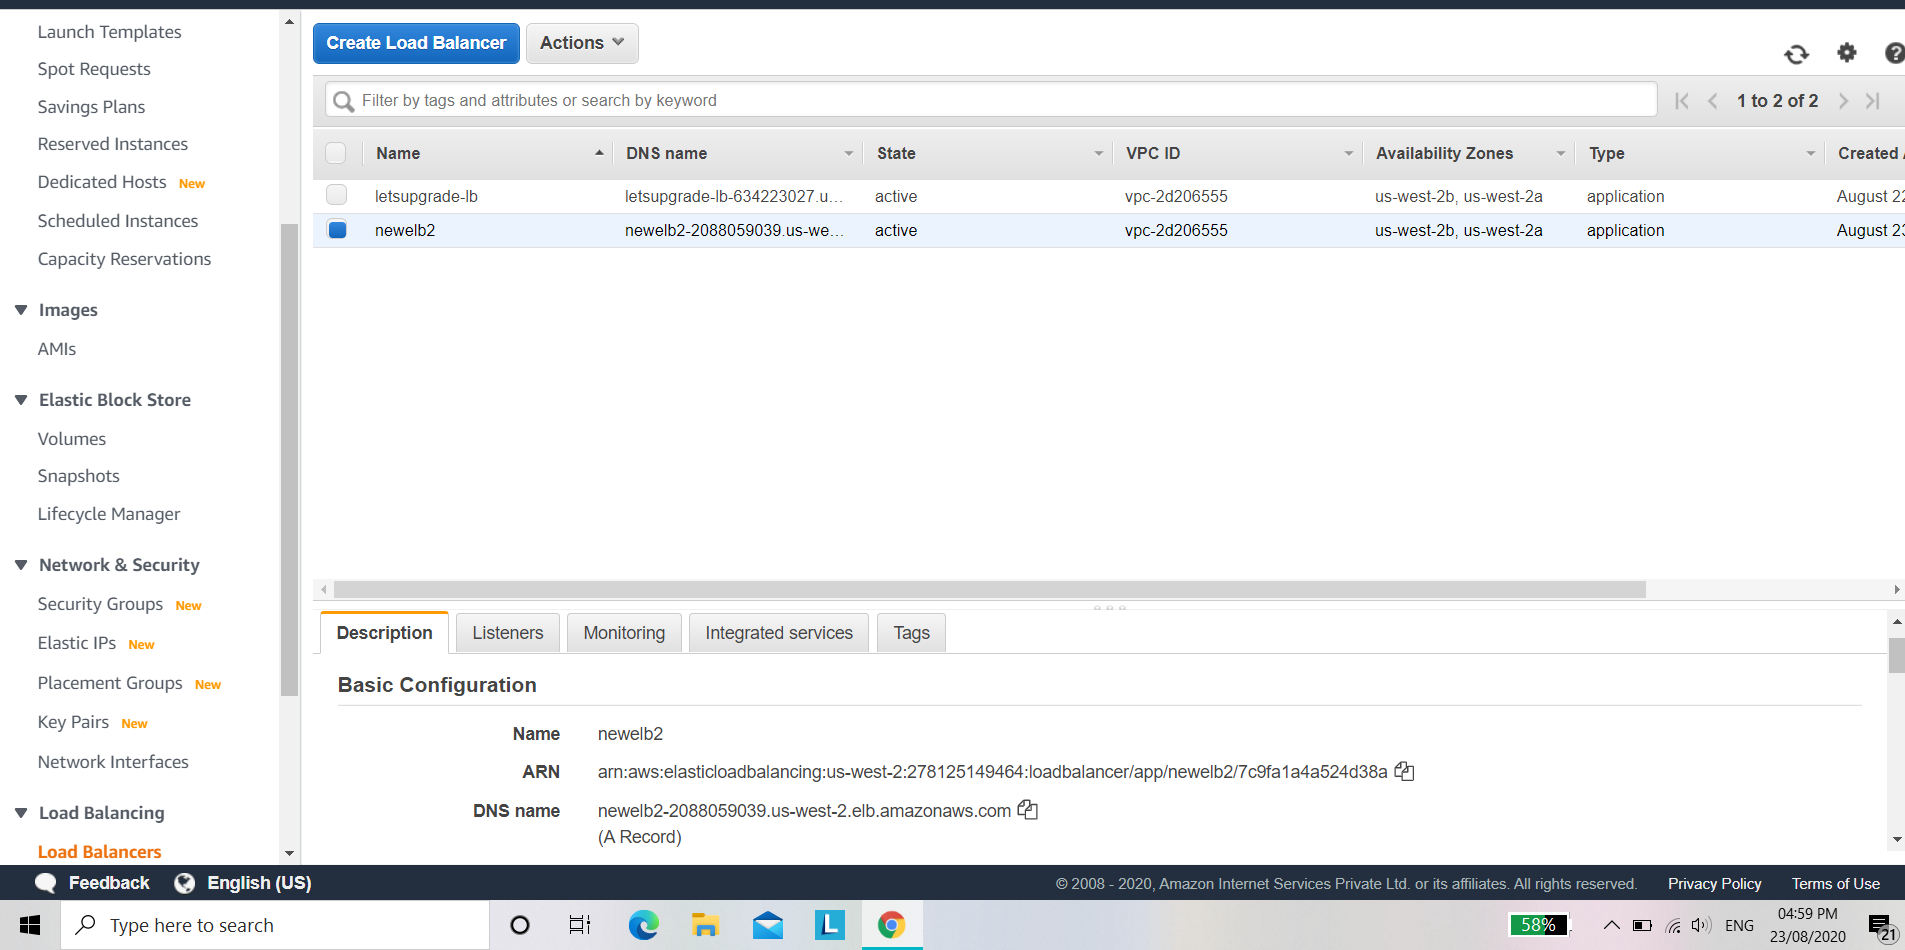 Launch Templates
Spot Requests
Savings Plans
Reserved Instances
Dedicated Hosts New
Scheduled Instances
Capacity Reservations
Images
AMIs
Elastic Block Store
Volumes
Snapshots
Lifecycle Manager
Network & Security
Security Groups New
Elastic IPs New
Placement Groups New
Key Pairs New
Network Interfaces
Load Balancing
Load Balancers
Create Load Balancer Actions
Filter by tags and attributes or search by keyword 1 to 2 of 2
Name DNS name State VPC ID Availability Zones Type Created
letsupgrade-lb letsupgrade-lb-634223027.u... active vpc-2d206555 us-west-2b, us-west-2a application August 22
newelb2 newelb2-2088059039.us-we... active vpc-2d206555 us-west-2b, us-west-2a application August 23
Description Listeners Monitoring Integrated services Tags
Basic Configuration
Name newelb2
ARN arn:aws:elasticloadbalancing:us-west-2:278125149464:loadbalancer/app/newelb2/7c9fa1a4a524d38a
DNS name newelb2-2088059039.us-west-2.elb.amazonaws.com
(A Record)
Feedback English (US) © 2008 - 2020, Amazon Internet Services Private Ltd. or its affiliates. All rights reserved. Privacy Policy Terms of Use
Type here to search 58% ENG 04:59 PM
23/08/2020 21